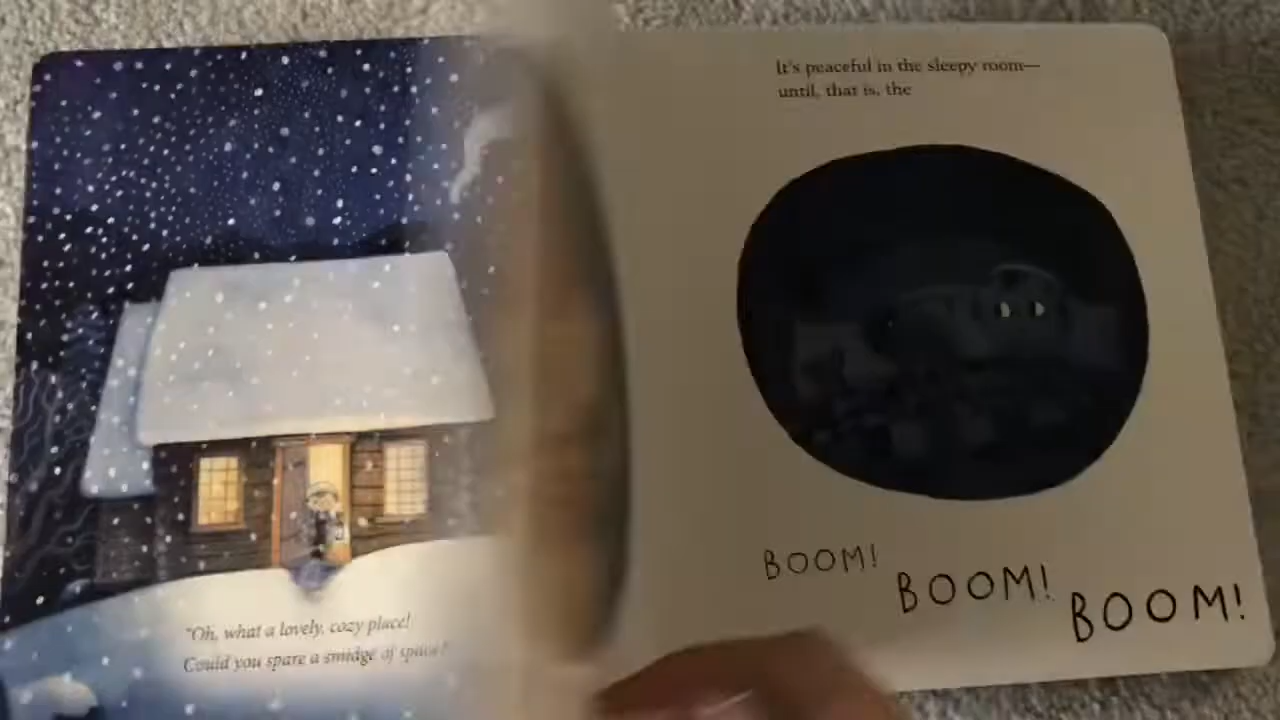 "Oh, what a lovely, cozy place!
Could you spare a smidge of space?
It's peaceful in the sleepy room—
until, that is, the
BOOM!
BOOM!
BOOM!